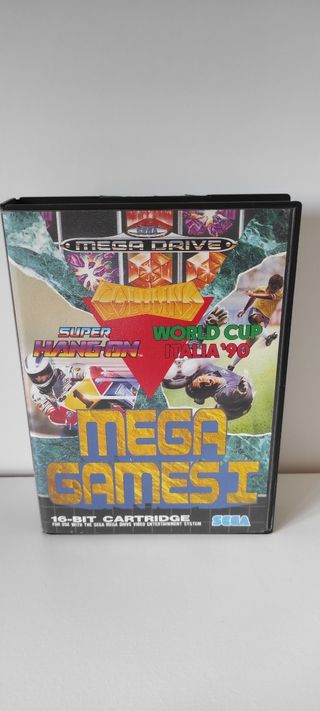 SEGA
MEGA DRIVE
COLUMNS
SUPER
HANG-ON™
WORLD CUP
ITALIA '90
MEGA
GAMES I
16-BIT CARTRIDGE
FOR USE WITH THE SEGA MEGA DRIVE VIDEO ENTERTAINMENT SYSTEM
SEGA